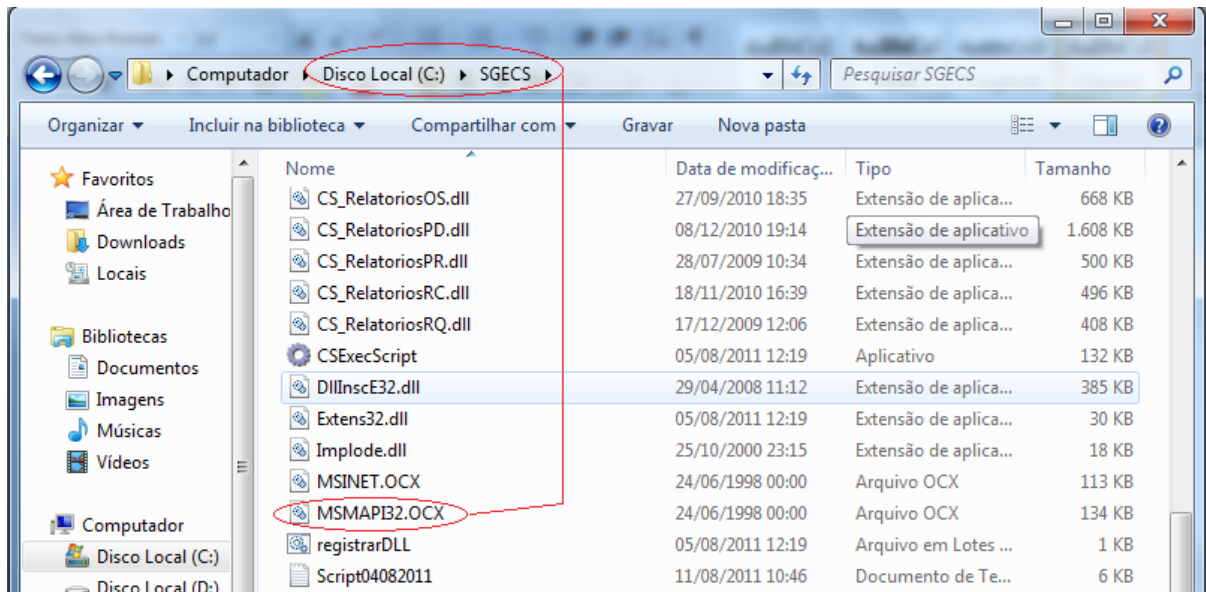 Computador Disco Local (C:) SGECS
Pesquisar SGECS
Organizar Incluir na biblioteca Compartilhar com Gravar Nova pasta
Favoritos
Área de Trabalho
Downloads
Locais
Bibliotecas
Documentos
Imagens
Músicas
Vídeos
Computador
Disco Local (C:)
Disco Local (D:)
Nome Data de modificaç... Tipo Tamanho
CS_RelatoriosOS.dll 27/09/2010 18:35 Extensão de aplica... 668 KB
CS_RelatoriosPD.dll 08/12/2010 19:14 Extensão de aplicativo 1.608 KB
CS_RelatoriosPR.dll 28/07/2009 10:34 Extensão de aplica... 500 KB
CS_RelatoriosRC.dll 18/11/2010 16:39 Extensão de aplica... 496 KB
CS_RelatoriosRQ.dll 17/12/2009 12:06 Extensão de aplica... 408 KB
CSExecScript 05/08/2011 12:19 Aplicativo 132 KB
DllInscE32.dll 29/04/2008 11:12 Extensão de aplica... 385 KB
Extens32.dll 05/08/2011 12:19 Extensão de aplica... 30 KB
Implode.dll 25/10/2000 23:15 Extensão de aplica... 18 KB
MSINET.OCX 24/06/1998 00:00 Arquivo OCX 113 KB
MSMAPI32.OCX 24/06/1998 00:00 Arquivo OCX 134 KB
registrarDLL 05/08/2011 12:19 Arquivo em Lotes ... 1 KB
Script04082011 11/08/2011 10:46 Documento de Te... 6 KB